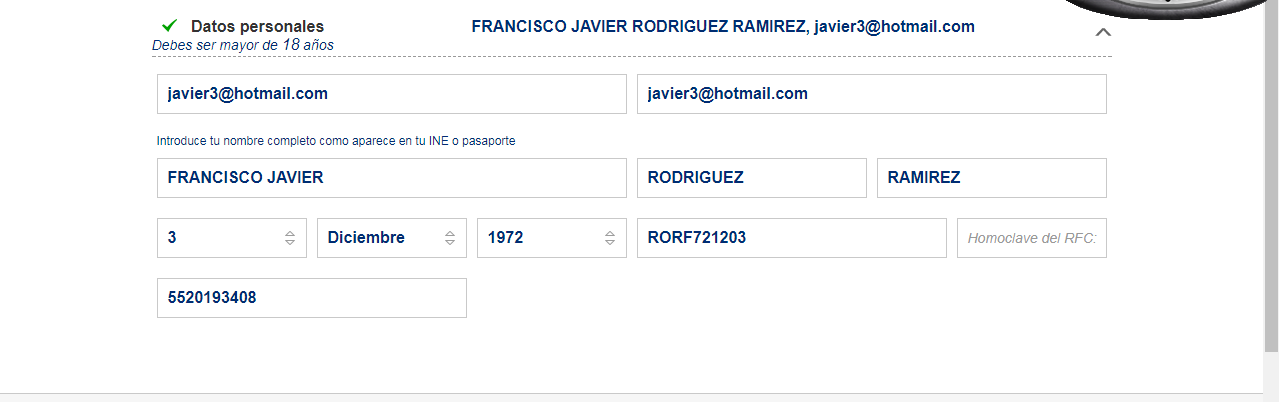 Datos personales FRANCISCO JAVIER RODRIGUEZ RAMIREZ, javier3@hotmail.com
Debes ser mayor de 18 años
javier3@hotmail.com javier3@hotmail.com
Introduce tu nombre completo como aparece en tu INE o pasaporte
FRANCISCO JAVIER RODRIGUEZ RAMIREZ
3 Diciembre 1972 RORF721203 Homoclave del RFC:
5520193408